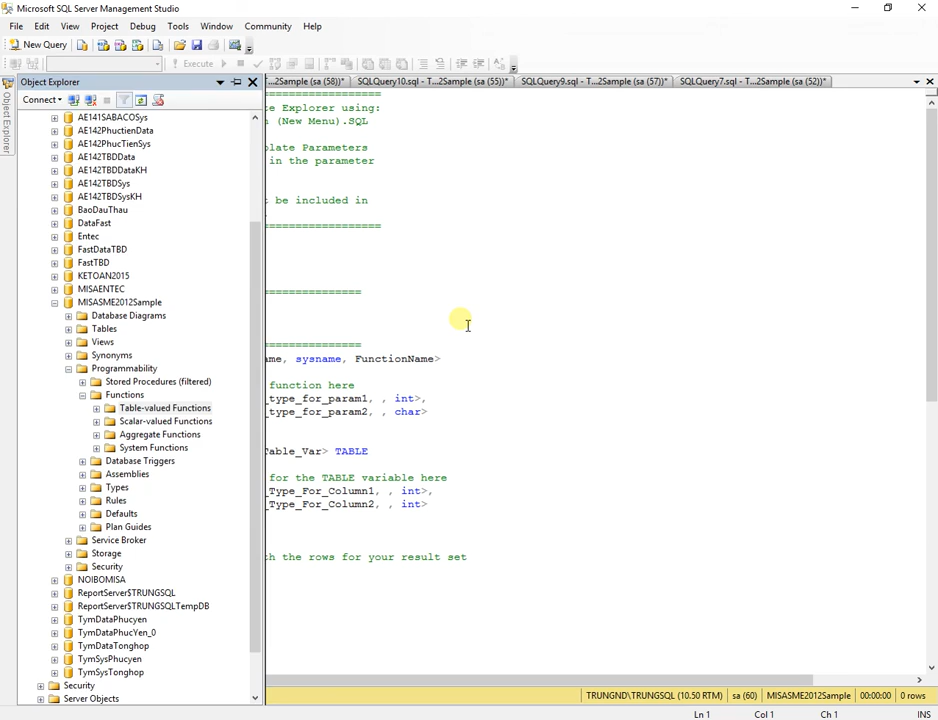 Microsoft SQL Server Management Studio
File Edit View Project Debug Tools Window Community Help
New Query
Execute
Object Explorer
Object Explorer
Connect
...2Sample (sa (55))* SQLQuery10.sql - T...2Sample (sa (55))* SQLQuery9.sql - T...2Sample (sa (57))* SQLQuery7.sql - T...2Sample (sa (52))*
AE141SABACOSys
AE142PhuctienData
AE142PhucTienSys
AE142TBDData
AE142TBDDataKH
AE142TBDSys
AE142TBDSysKH
BaoDauThau
DataFast
Entec
FastDataTBD
FastTBD
KETOAN2015
MISAENTEC
MISASME2012Sample
Database Diagrams
Tables
Views
Synonyms
Programmability
Stored Procedures (filtered)
Functions
Table-valued Functions
Scalar-valued Functions
Aggregate Functions
System Functions
Database Triggers
Assemblies
Types
Rules
Defaults
Plan Guides
Service Broker
Storage
Security
NOIBOMISA
ReportServer$TRUNGSQL
ReportServer$TRUNGSQLTempDB
TymDataPhucyen
TymDataPhucYen_0
TymDataTonghop
TymSysPhucyen
TymSysTonghop
Security
Server Objects
=====================
e Explorer using:
(New Menu).SQL
late Parameters
in the parameter
be included in
=====================
==================
==================
me, sysname, FunctionName>
function here
_type_for_param1, , int>,
_type_for_param2, , char>
able_Var> TABLE
for the TABLE variable here
_Type_For_Column1, , int>,
_Type_For_Column2, , int>
h the rows for your result set
TRUNGND\TRUNGSQL (10.50 RTM) sa (60) MISASME2012Sample 00:00:00 0 rows
Ln 1 Col 1 Ch 1 INS